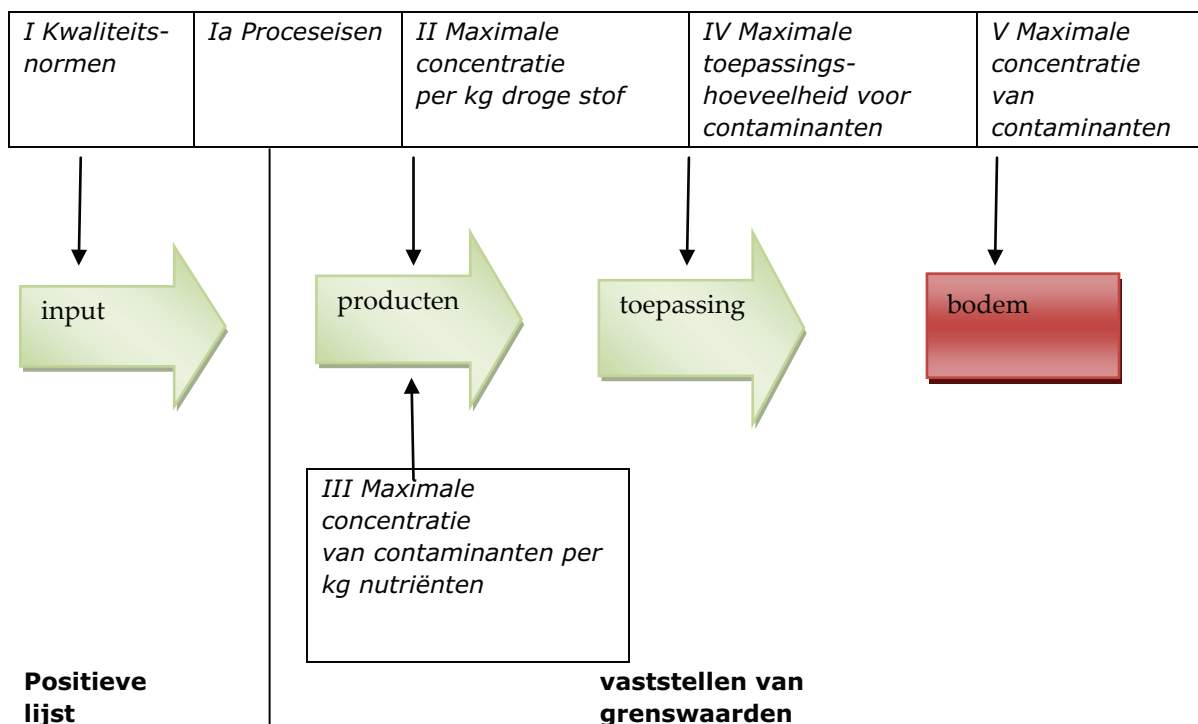 I Kwaliteits-
normen
Ia Proceseisen
II Maximale
concentratie
per kg droge stof
IV Maximale
toepassings-
hoeveelheid voor
contaminanten
V Maximale
concentratie
van
contaminanten
input
producten
toepassing
bodem
III Maximale
concentratie
van contaminanten per
kg nutriënten
Positieve
lijst
vaststellen van
grenswaarden